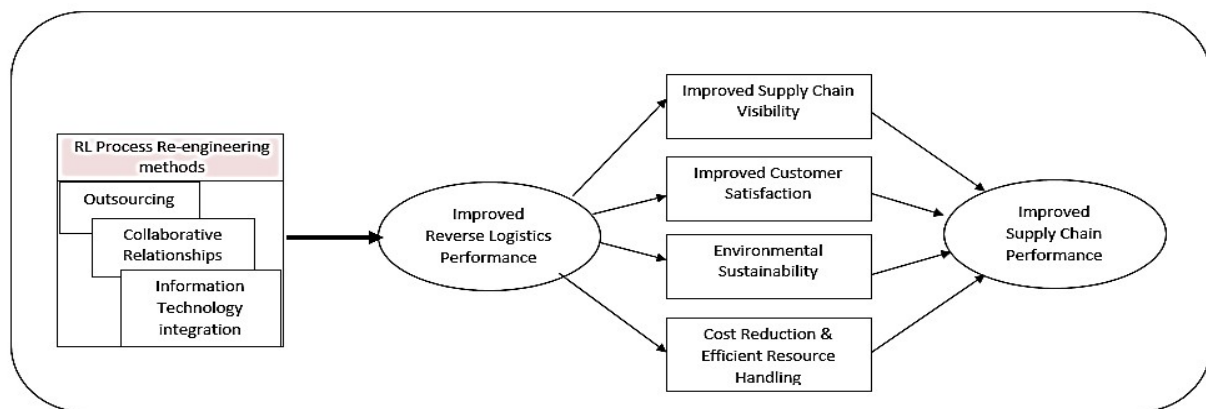 RL Process Re-engineering
methods
Outsourcing
Collaborative
Relationships
Information
Technology
integration
Improved
Reverse Logistics
Performance
Improved Supply Chain
Visibility
Improved Customer
Satisfaction
Environmental
Sustainability
Cost Reduction &
Efficient Resource
Handling
Improved
Supply Chain
Performance